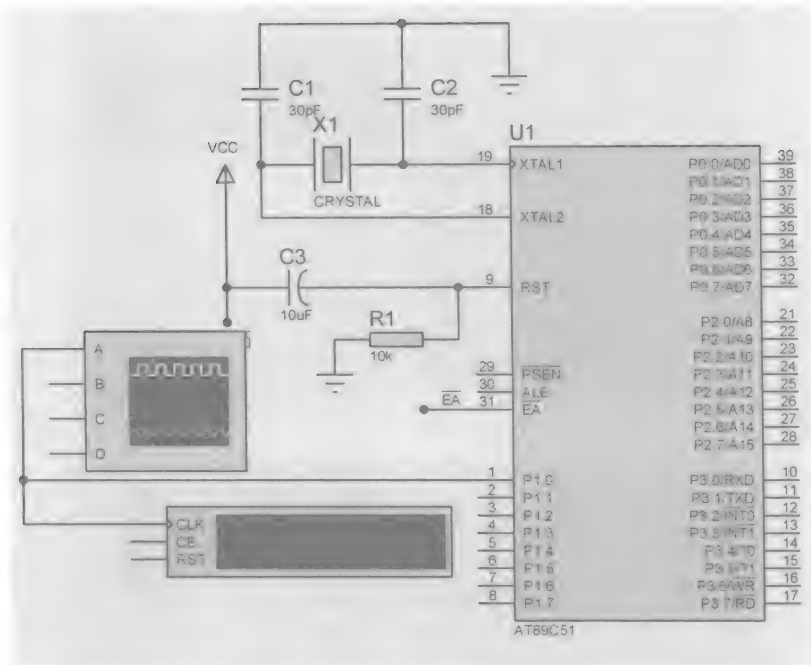 C1
30pF
C2
30pF
X1
CRYSTAL
VCC
U1
19
XTAL1
18
XTAL2
C3
10uF
9
RST
R1
10k
29
PSEN
30
ALE
EA
31
EA
A
B
C
D
1
P1.0
2
P1.1
3
P1.2
4
P1.3
5
P1.4
6
P1.5
7
P1.6
8
P1.7
CLK
CE
RST
P0.0/AD0
39
P0.1/AD1
38
P0.2/AD2
37
P0.3/AD3
36
P0.4/AD4
35
P0.5/AD5
34
P0.6/AD6
33
P0.7/AD7
32
P2.0/A8
21
P2.1/A9
22
P2.2/A10
23
P2.3/A11
24
P2.4/A12
25
P2.5/A13
26
P2.6/A14
27
P2.7/A15
28
P3.0/RXD
10
P3.1/TXD
11
P3.2/INT0
12
P3.3/INT1
13
P3.4/T0
14
P3.5/T1
15
P3.6/WR
16
P3.7/RD
17
AT89C51